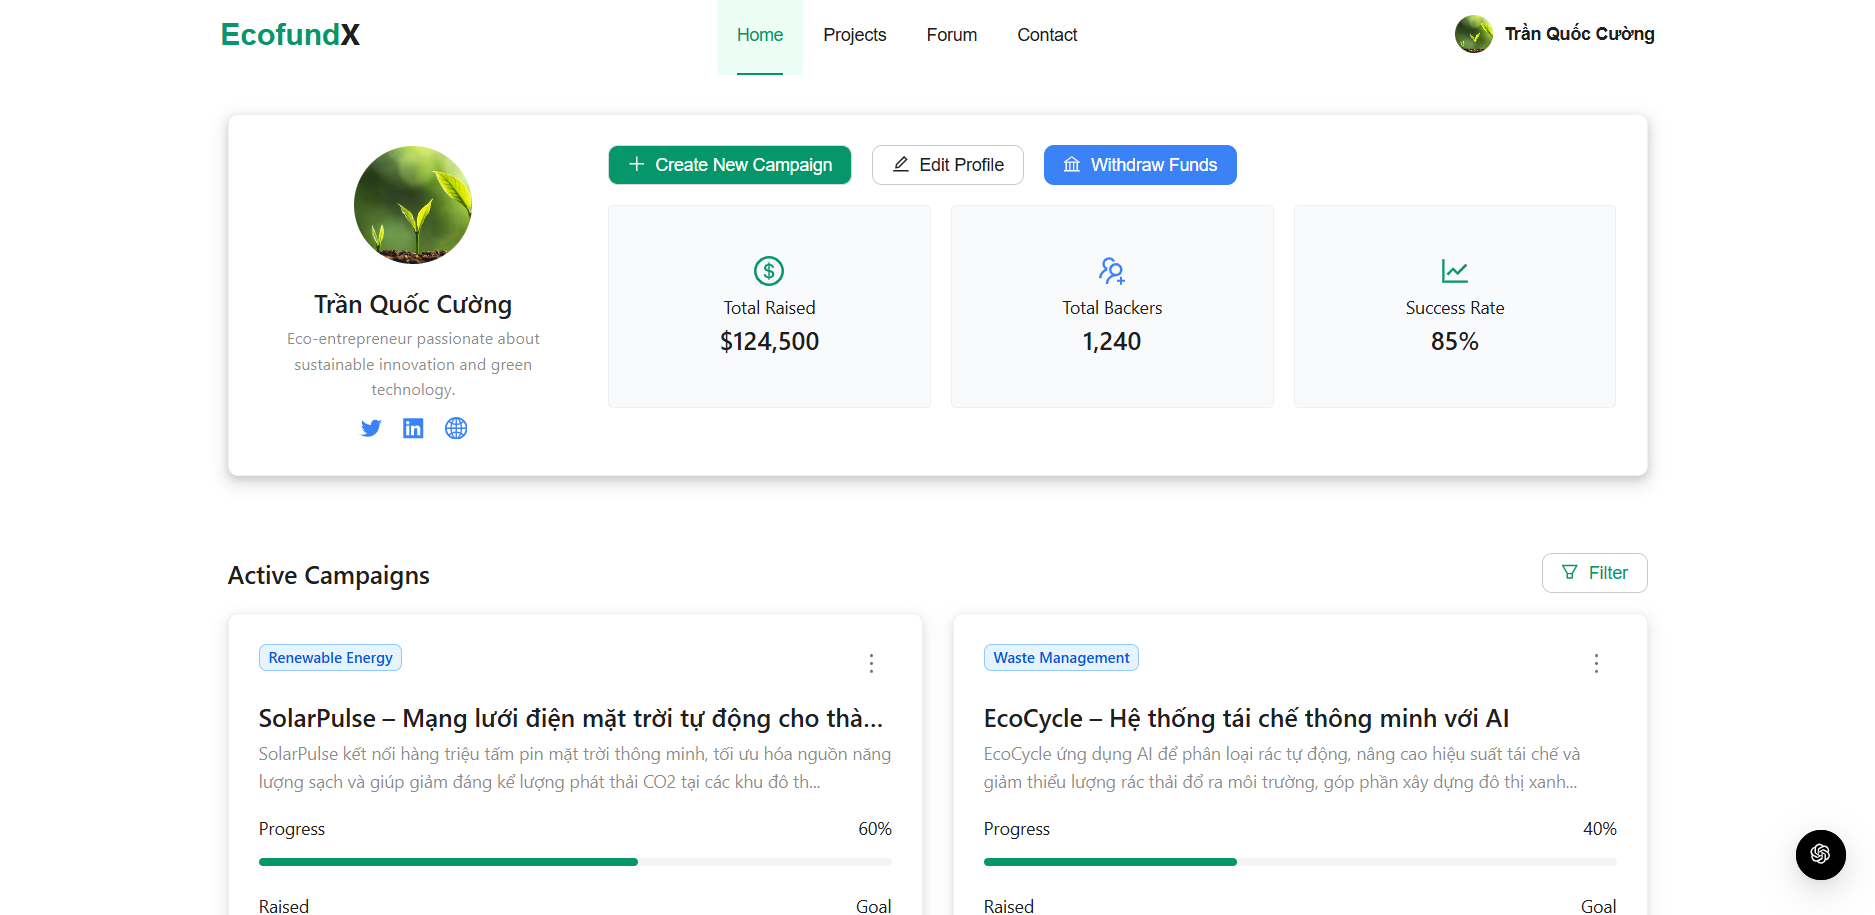 EcofundX
Home
Projects
Forum
Contact
Trần Quốc Cường
Create New Campaign
Edit Profile
Withdraw Funds
Trần Quốc Cường
Eco-entrepreneur passionate about
sustainable innovation and green
technology.
Total Raised
$124,500
Total Backers
1,240
Success Rate
85%
Active Campaigns
Filter
Renewable Energy
SolarPulse – Mạng lưới điện mặt trời tự động cho thà...
SolarPulse kết nối hàng triệu tấm pin mặt trời thông minh, tối ưu hóa nguồn năng
lượng sạch và giúp giảm đáng kể lượng phát thải CO2 tại các khu đô th...
Progress
60%
Raised
Goal
Waste Management
EcoCycle – Hệ thống tái chế thông minh với AI
EcoCycle ứng dụng AI để phân loại rác tự động, nâng cao hiệu suất tái chế và
giảm thiểu lượng rác thải đổ ra môi trường, góp phần xây dựng đô thị xanh...
Progress
40%
Raised
Goal